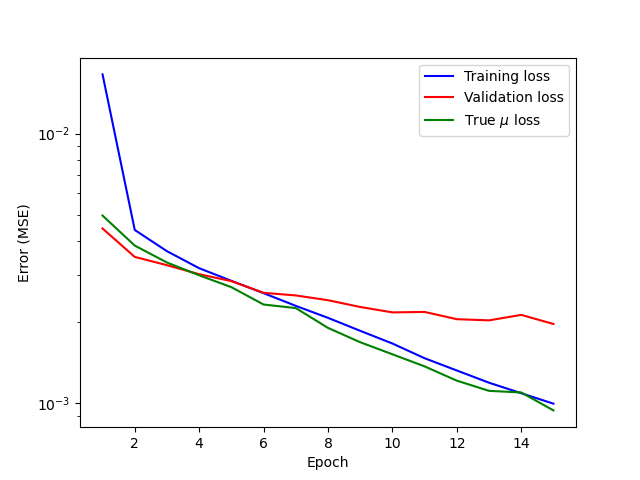 Training loss
Validation loss
True μ loss
10⁻²
10⁻³
Error (MSE)
2 4 6 8 10 12 14
Epoch